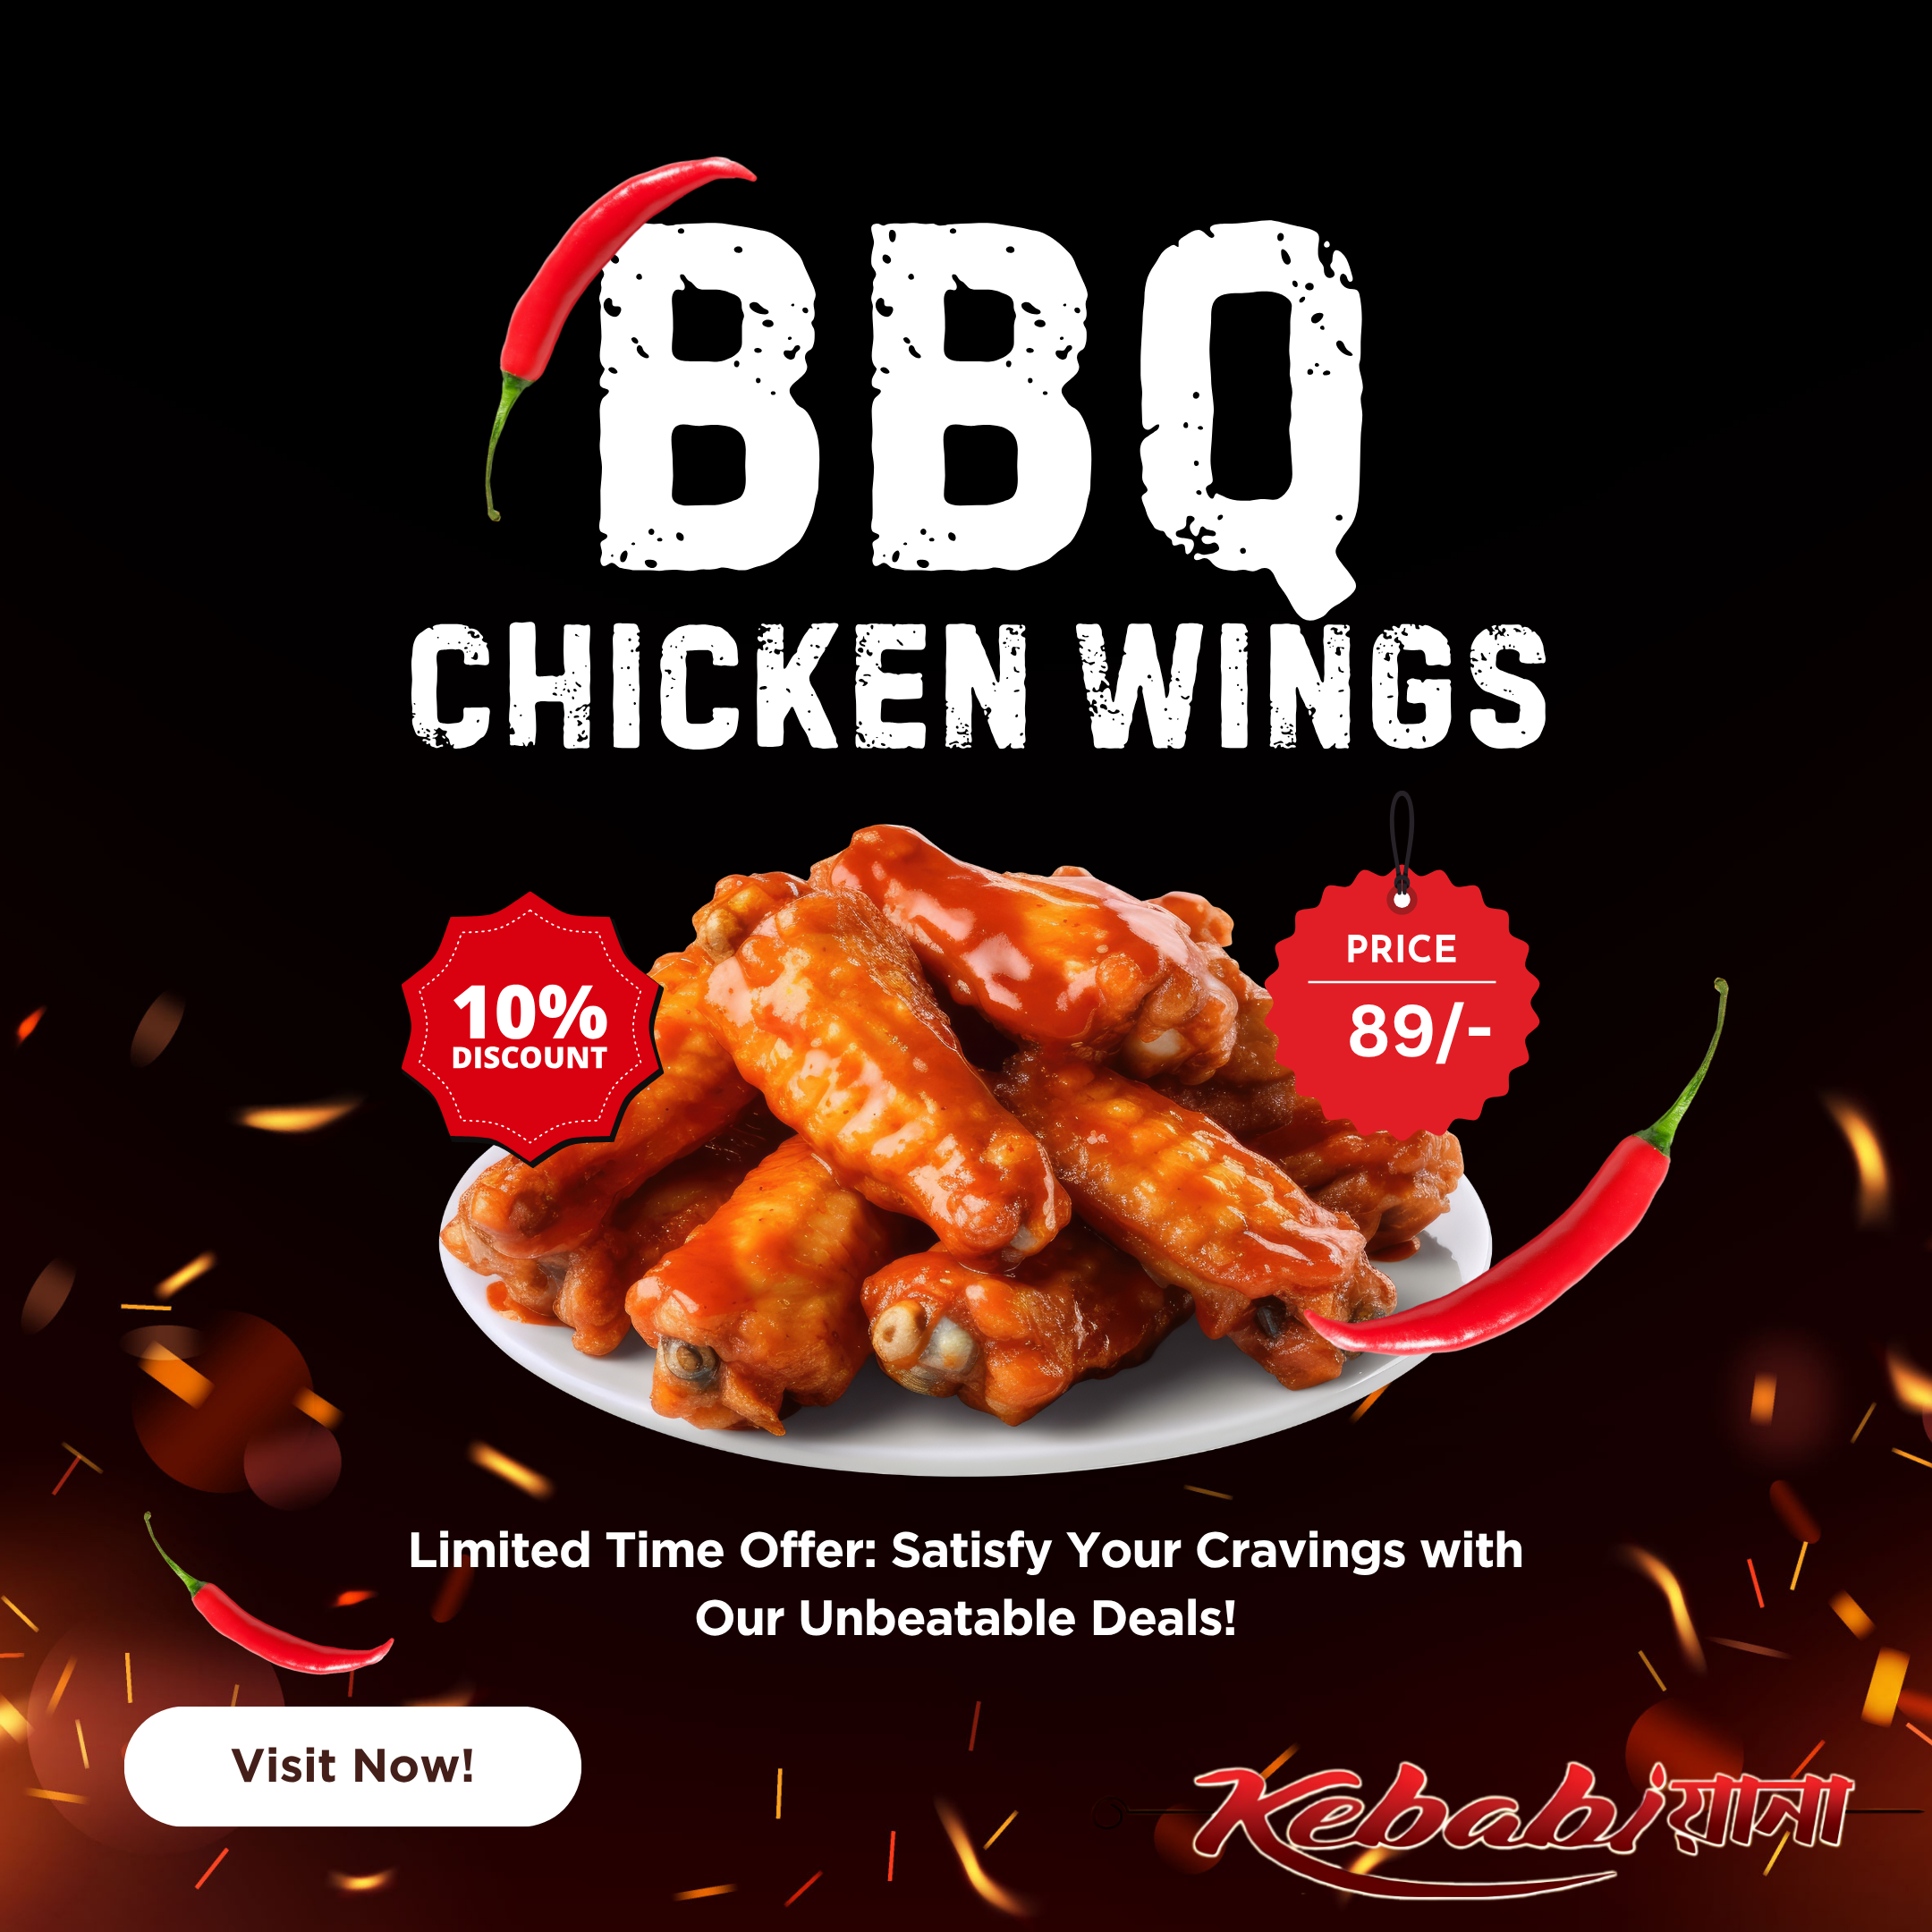 BBQ
CHICKEN WINGS
10%
DISCOUNT
PRICE
89/-
Limited Time Offer: Satisfy Your Cravings with
Our Unbeatable Deals!
Visit Now!
Kebabiয়ানা